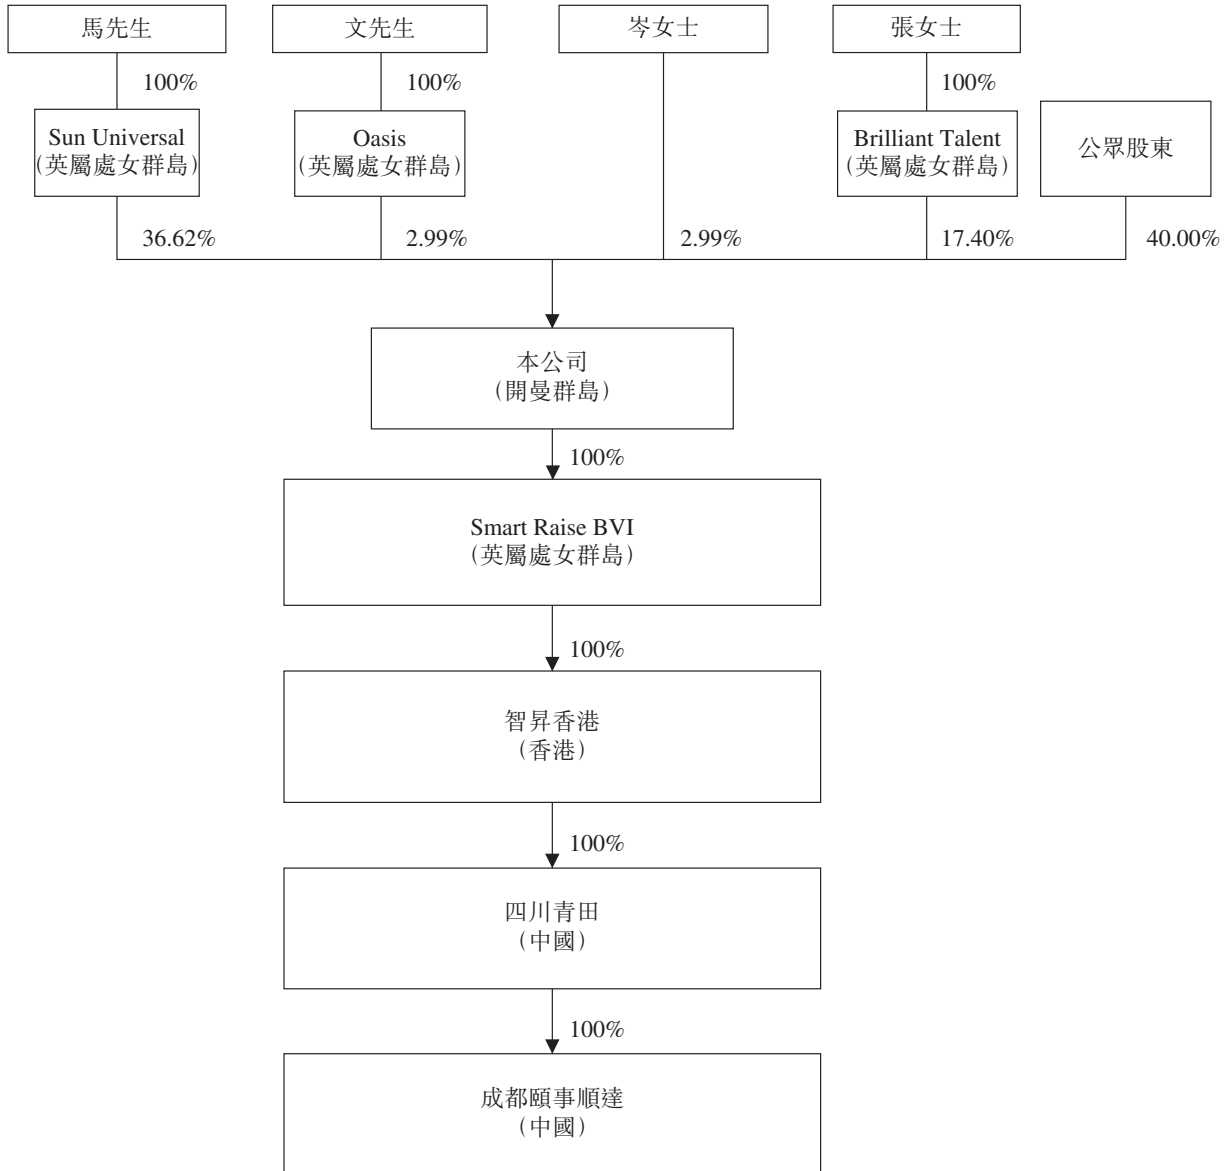 馬先生
文先生
岑女士
張女士
100%
100%
100%
Sun Universal
(英屬處女群島)
Oasis
(英屬處女群島)
Brilliant Talent
(英屬處女群島)
公眾股東
36.62%
2.99%
2.99%
17.40%
40.00%
本公司
(開曼群島)
100%
Smart Raise BVI
(英屬處女群島)
100%
智昇香港
(香港)
100%
四川青田
(中國)
100%
成都頤事順達
(中國)